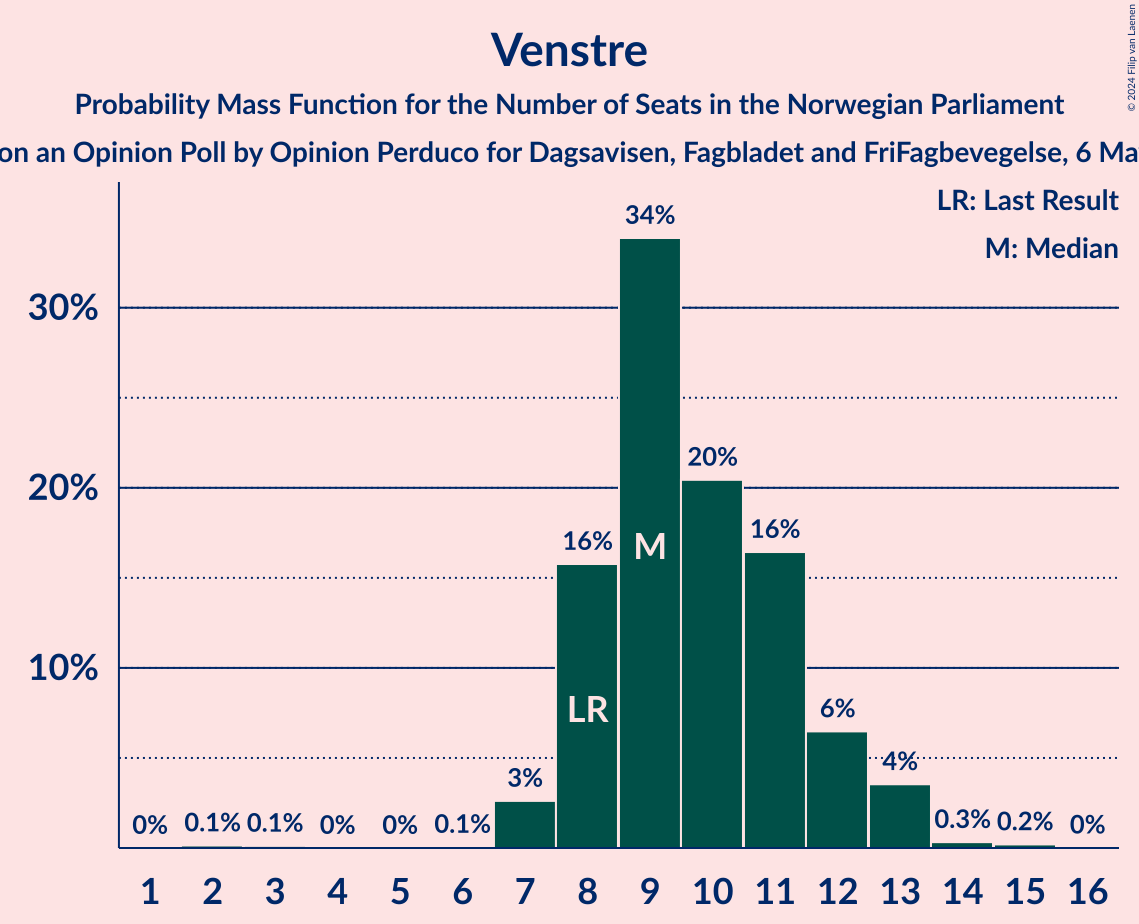 Venstre
Probability Mass Function for the Number of Seats in the Norwegian Parliament
on an Opinion Poll by Opinion Perduco for Dagsavisen, Fagbladet and FriFagbevegelse, 6 Ma
© 2024 Filip van Laenen
LR: Last Result
M: Median
34%
30%
20%
20%
16%
16%
M
10%
LR
6%
4%
3%
0% 0.1% 0.1% 0% 0% 0.1% 0.3% 0.2% 0%
1 2 3 4 5 6 7 8 9 10 11 12 13 14 15 16